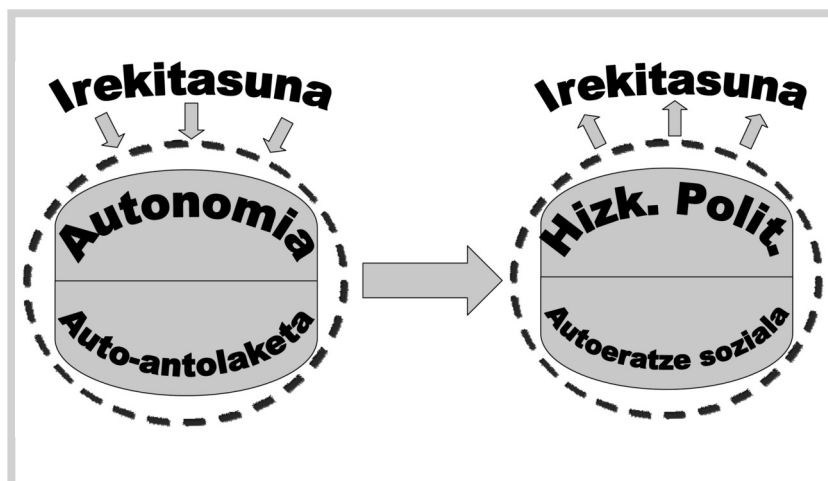 Irekitasuna
Autonomia
Auto-antolaketa
Irekitasuna
Hizk. Polit.
Autoeratze soziala